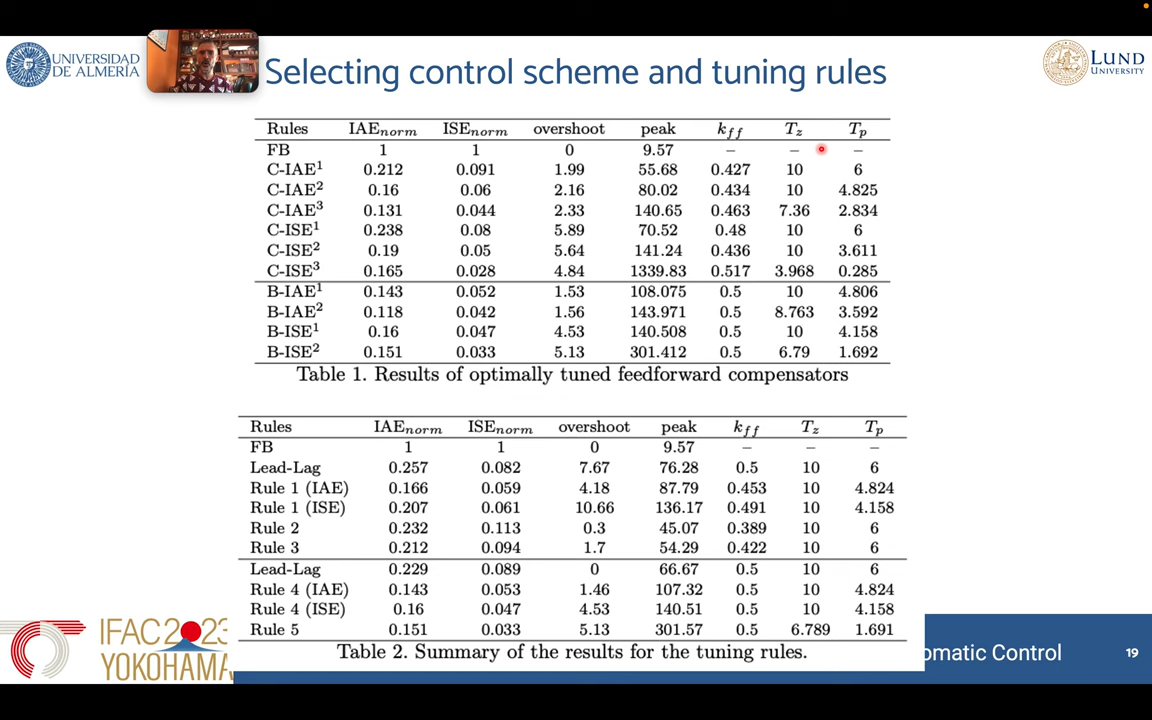 UNIVERSIDAD
DE ALMERÍA
Selecting control scheme and tuning rules
LUND
UNIVERSITY
Rules IAEnorm ISEnorm overshoot peak kff Tz Tp
FB 1 1 0 9.57 – – –
C-IAE¹ 0.212 0.091 1.99 55.68 0.427 10 6
C-IAE² 0.16 0.06 2.16 80.02 0.434 10 4.825
C-IAE³ 0.131 0.044 2.33 140.65 0.463 7.36 2.834
C-ISE¹ 0.238 0.08 5.89 70.52 0.48 10 6
C-ISE² 0.19 0.05 5.64 141.24 0.436 10 3.611
C-ISE³ 0.165 0.028 4.84 1339.83 0.517 3.968 0.285
B-IAE¹ 0.143 0.052 1.53 108.075 0.5 10 4.806
B-IAE² 0.118 0.042 1.56 143.971 0.5 8.763 3.592
B-ISE¹ 0.16 0.047 4.53 140.508 0.5 10 4.158
B-ISE² 0.151 0.033 5.13 301.412 0.5 6.79 1.692
Table 1. Results of optimally tuned feedforward compensators
Rules IAEnorm ISEnorm overshoot peak kff Tz Tp
FB 1 1 0 9.57 – – –
Lead-Lag 0.257 0.082 7.67 76.28 0.5 10 6
Rule 1 (IAE) 0.166 0.059 4.18 87.79 0.453 10 4.824
Rule 1 (ISE) 0.207 0.061 10.66 136.17 0.491 10 4.158
Rule 2 0.232 0.113 0.3 45.07 0.389 10 6
Rule 3 0.212 0.094 1.7 54.29 0.422 10 6
Lead-Lag 0.229 0.089 0 66.67 0.5 10 6
Rule 4 (IAE) 0.143 0.053 1.46 107.32 0.5 10 4.824
Rule 4 (ISE) 0.16 0.047 4.53 140.51 0.5 10 4.158
Rule 5 0.151 0.033 5.13 301.57 0.5 6.789 1.691
Table 2. Summary of the results for the tuning rules.
IFAC 2023
YOKOHAMA
omatic Control
19